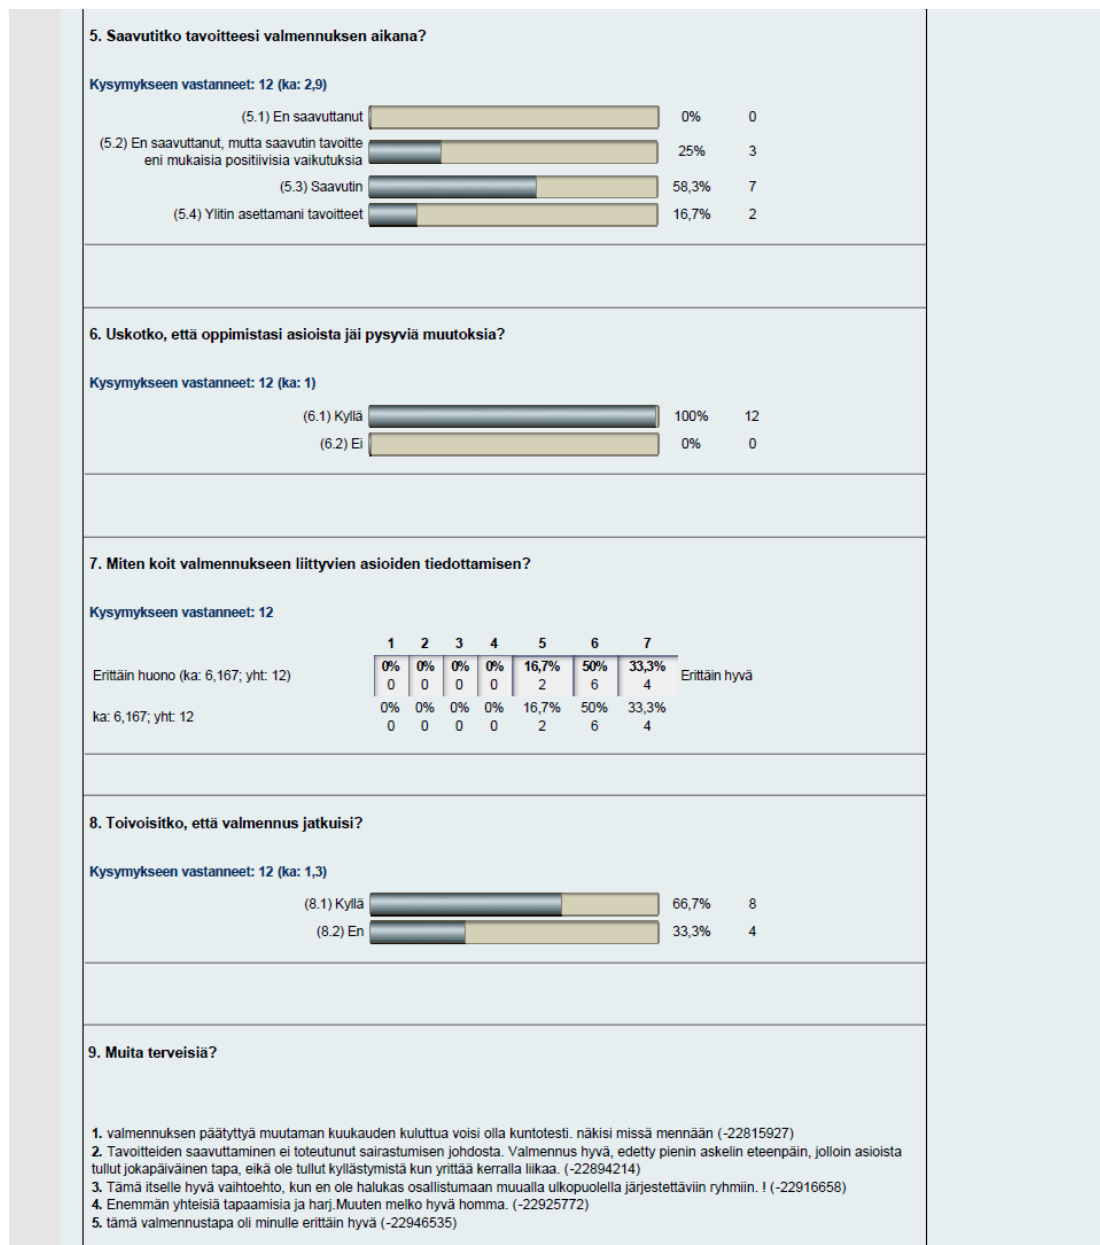 5. Saavutitko tavoitteesi valmennuksen aikana?
Kysymykseen vastanneet: 12 (ka: 2,9)
(5.1) En saavuttanut 0% 0
(5.2) En saavuttanut, mutta saavutin tavoitte
eni mukaisia positiivisia vaikutuksia 25% 3
(5.3) Saavutin 58,3% 7
(5.4) Ylitin asettamani tavoitteet 16,7% 2
6. Uskotko, että oppimistasi asioista jäi pysyviä muutoksia?
Kysymykseen vastanneet: 12 (ka: 1)
(6.1) Kyllä 100% 12
(6.2) Ei 0% 0
7. Miten koit valmennukseen liittyvien asioiden tiedottamisen?
Kysymykseen vastanneet: 12
1 2 3 4 5 6 7
0% 0% 0% 0% 16,7% 50% 33,3%
Erittäin huono (ka: 6,167; yht: 12) Erittäin hyvä
0 0 0 0 2 6 4
0% 0% 0% 0% 16,7% 50% 33,3%
ka: 6,167; yht: 12
0 0 0 0 2 6 4
8. Toivoisitko, että valmennus jatkuisi?
Kysymykseen vastanneet: 12 (ka: 1,3)
(8.1) Kyllä 66,7% 8
(8.2) En 33,3% 4
9. Muita terveisiä?
1. valmennuksen päätyttyä muutaman kuukauden kuluttua voisi olla kuntotesti. näkisi missä mennään (-22815927)
2. Tavoitteiden saavuttaminen ei toteutunut sairastumisen johdosta. Valmennus hyvä, edetty pienin askelin eteenpäin, jolloin asioista
tullut jokapäiväinen tapa, eikä ole tullut kyllästymistä kun yrittää kerralla liikaa. (-22894214)
3. Tämä itselle hyvä vaihtoehto, kun en ole halukas osallistumaan muualla ulkopuolella järjestettäviin ryhmiin. ! (-22916658)
4. Enemmän yhteisiä tapaamisia ja harj.Muuten melko hyvä homma. (-22925772)
5. tämä valmennustapa oli minulle erittäin hyvä (-22946535)